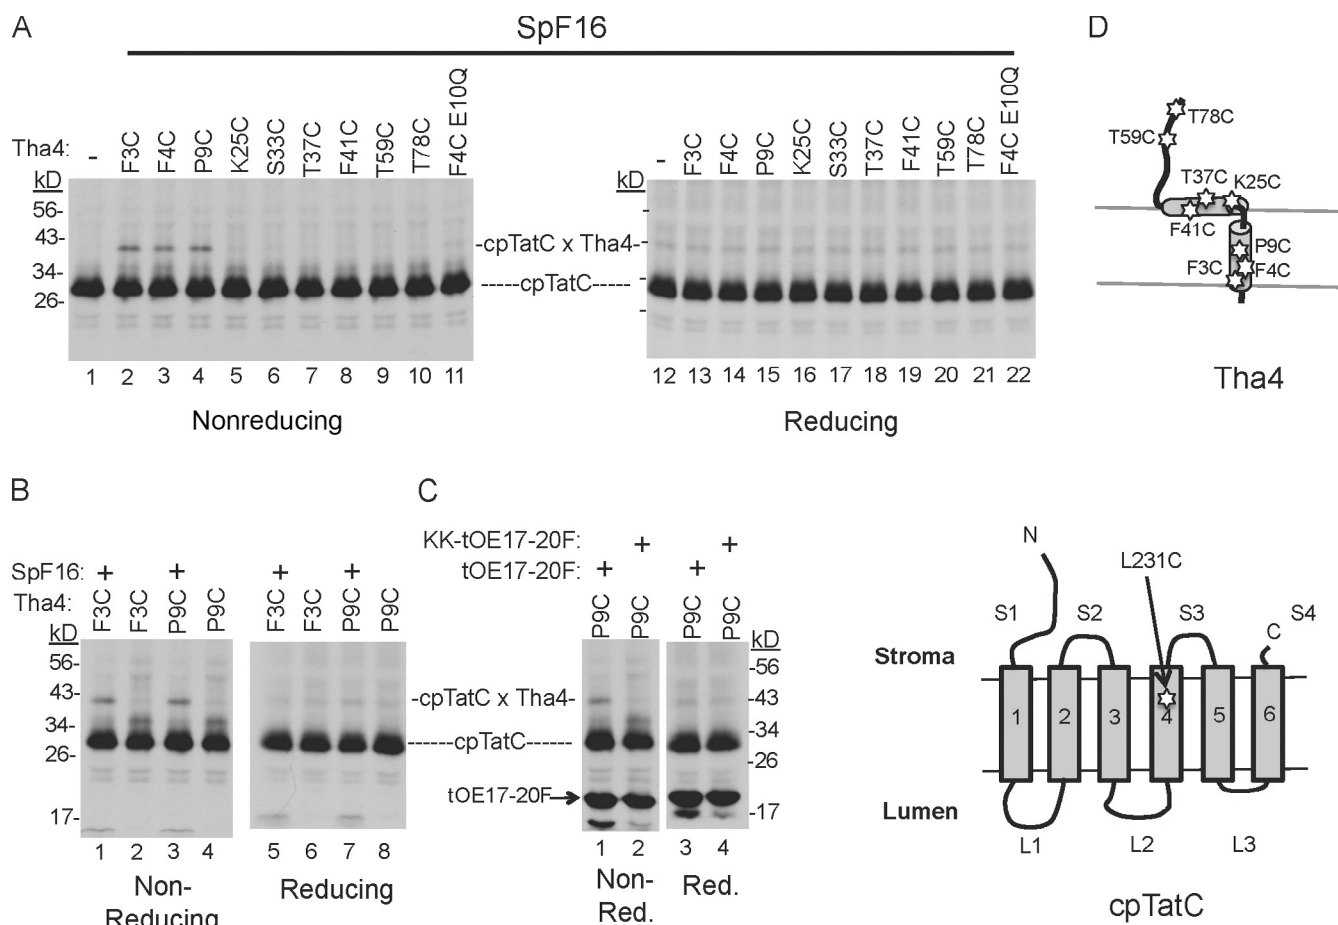 A
SpF16
Tha4: - F3C F4C P9C K25C S33C T37C F41C T59C T78C F4C E10Q
- F3C F4C P9C K25C S33C T37C F41C T59C T78C F4C E10Q
kD
56-
43-
34-
26-
-cpTatC x Tha4-
-----cpTatC-----
kD
1 2 3 4 5 6 7 8 9 10 11
12 13 14 15 16 17 18 19 20 21 22
Nonreducing
Reducing
D
T78C
T59C
T37C
K25C
F41C
P9C
F3C
F4C
Tha4
B
SpF16: + + + +
Tha4: F3C F3C P9C P9C F3C F3C P9C P9C
kD
56-
43-
34-
26-
17-
-cpTatC x Tha4-
------cpTatC------
1 2 3 4 5 6 7 8
Non-
Reducing
Reducing
C
KK-tOE17-20F: + +
tOE17-20F: + +
P9C P9C P9C P9C
kD
-56
-43
-34
-26
-17
tOE17-20F
1 2 3 4
Non-
Red.
Red.
N
L231C
S1 S2 S3 S4
C
Stroma
1 2 3 4 5 6
Lumen
L1 L2 L3
cpTatC